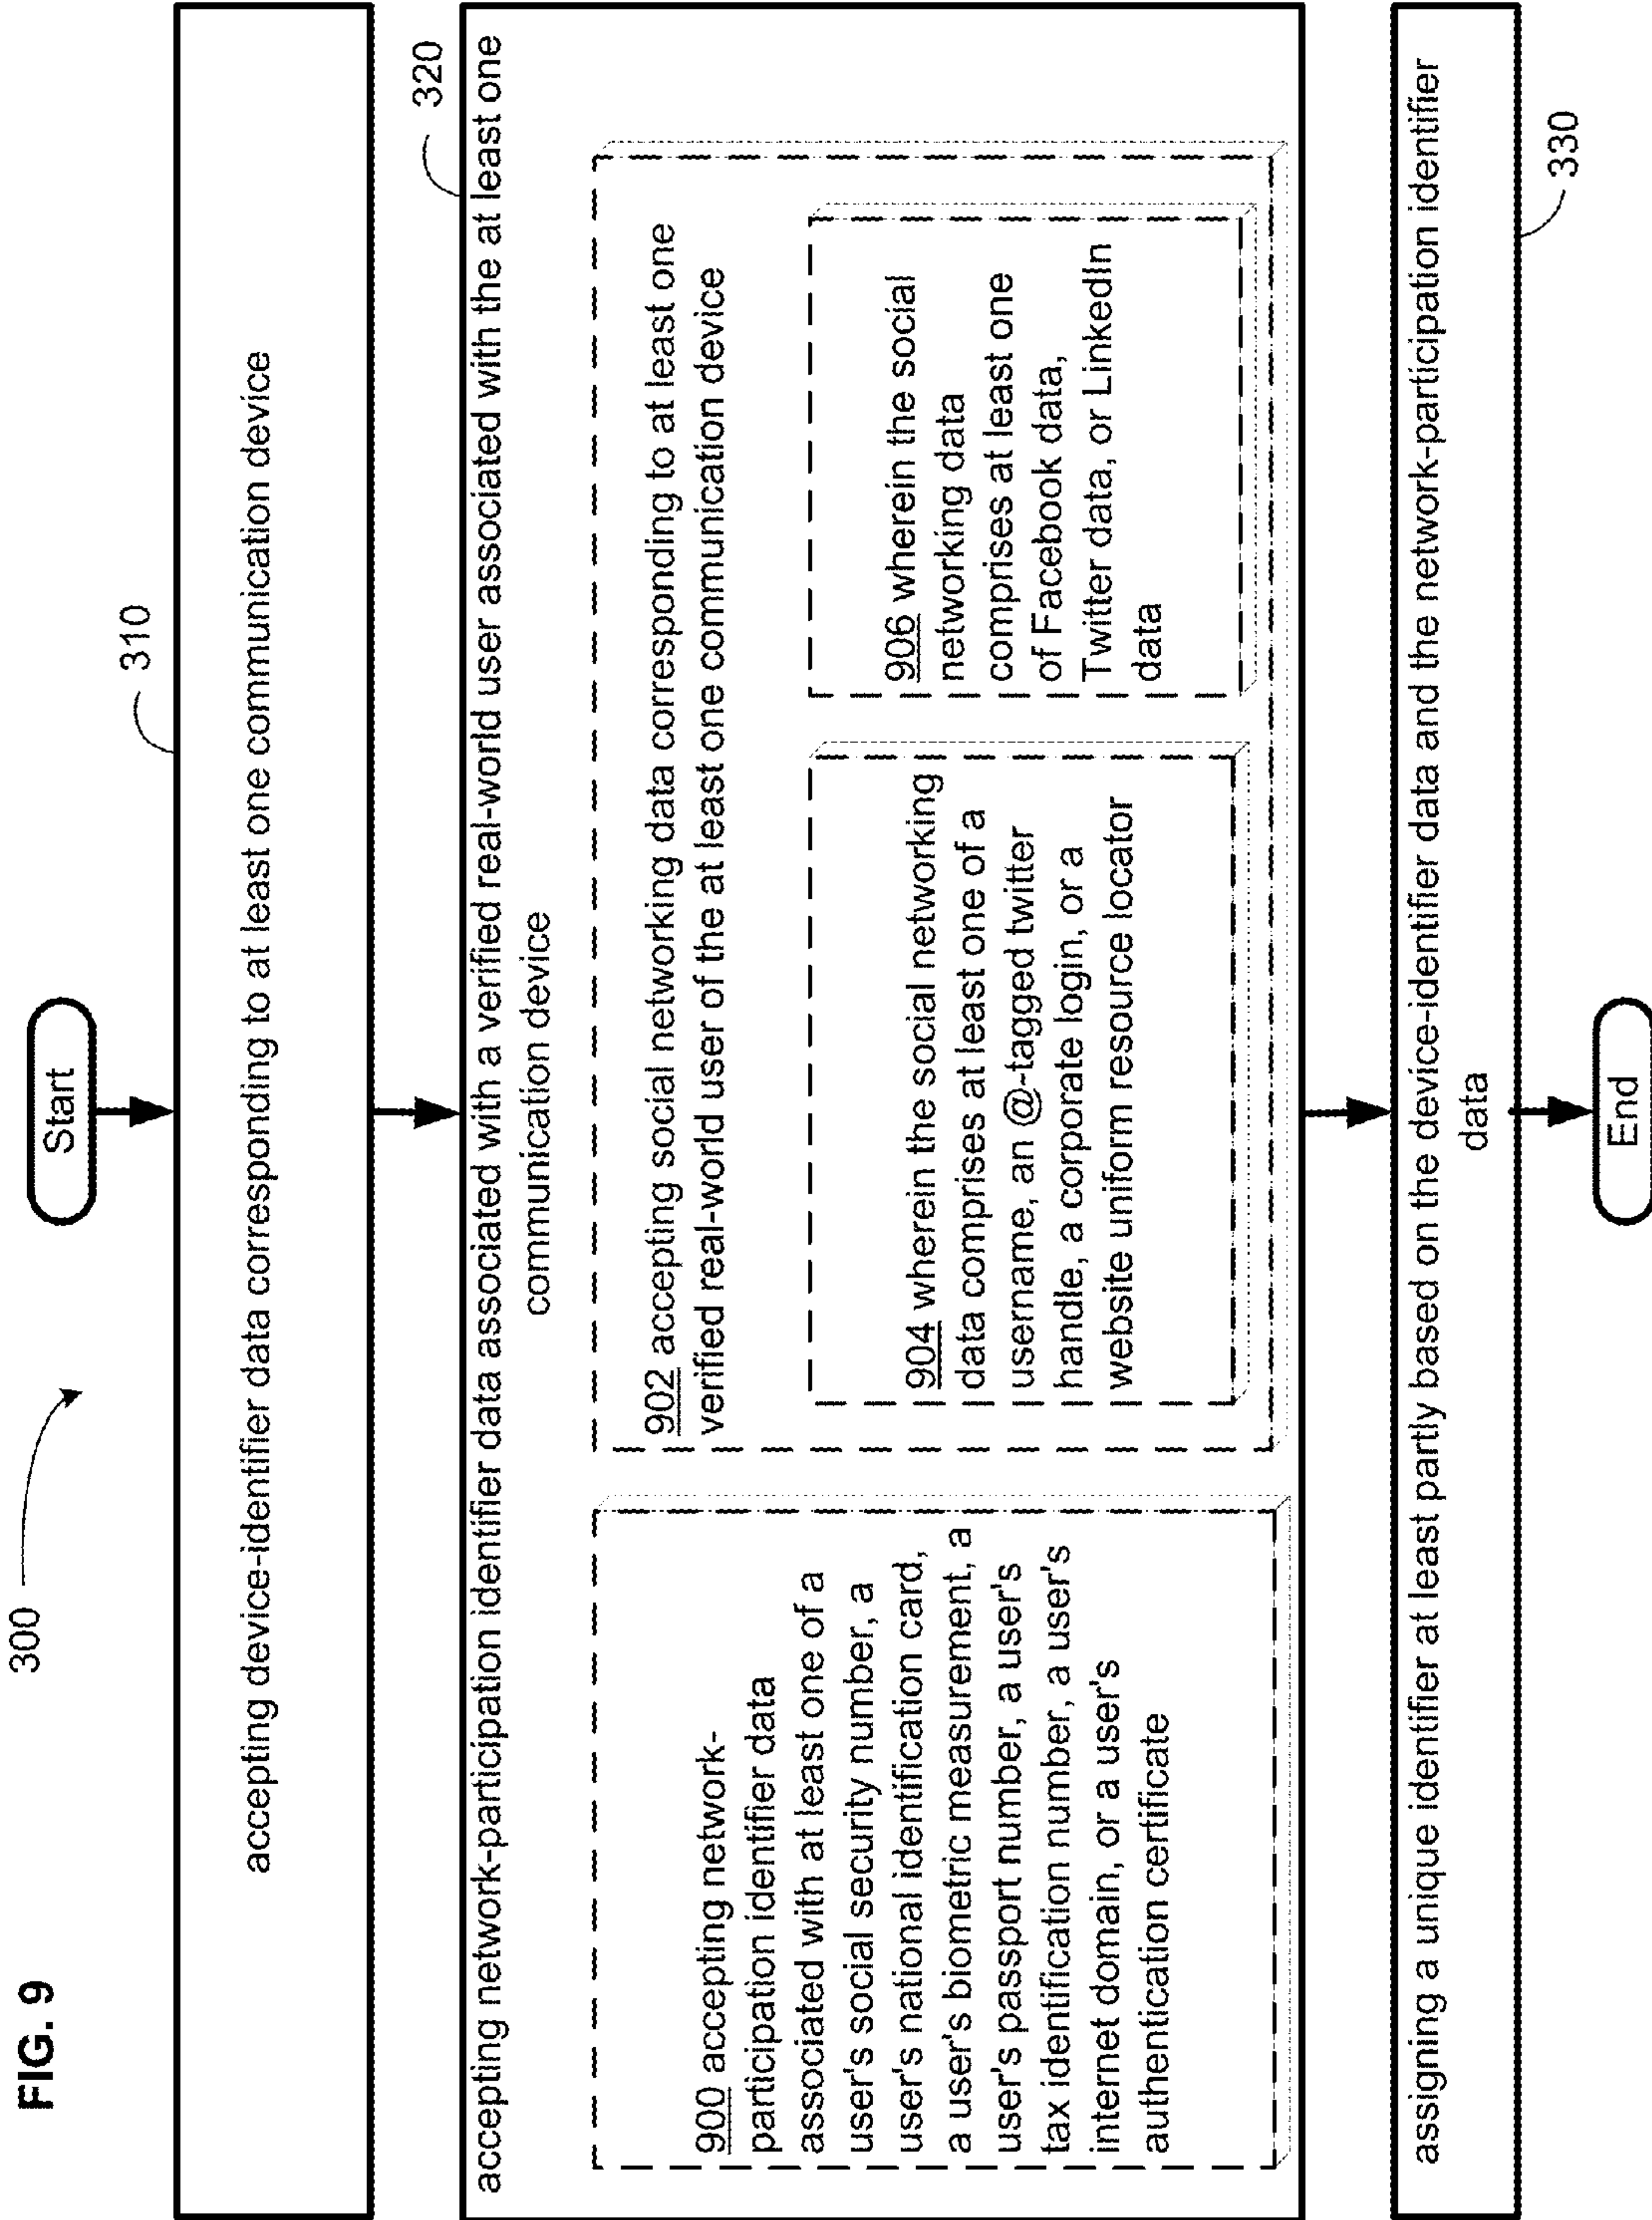 FIG. 9
300
Start
310
accepting device-identifier data corresponding to at least one communication device
320
accepting network-participation identifier data associated with a verified real-world user associated with the at least one
communication device
900 accepting network-
participation identifier data
associated with at least one of a
user's social security number, a
user's national identification card,
a user's biometric measurement, a
user's passport number, a user's
tax identification number, a user's
internet domain, or a user's
authentication certificate
902 accepting social networking data corresponding to at least one
verified real-world user of the at least one communication device
904 wherein the social networking
data comprises at least one of a
username, an @-tagged twitter
handle, a corporate login, or a
website uniform resource locator
906 wherein the social
networking data
comprises at least one
of Facebook data,
Twitter data, or LinkedIn
data
assigning a unique identifier at least partly based on the device-identifier data and the network-participation identifier
data
330
End